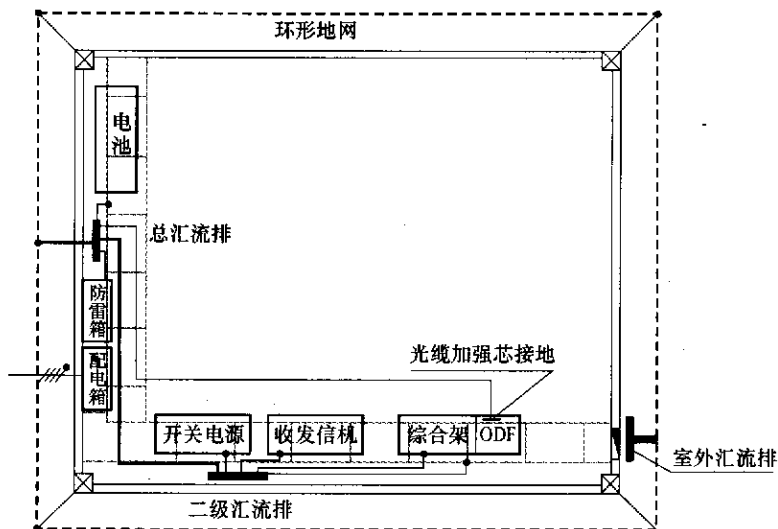 环形地网
电池
总汇流排
防雷箱
配电箱
光缆加强芯接地
开关电源
收发信机
综合架
ODF
室外汇流排
二级汇流排